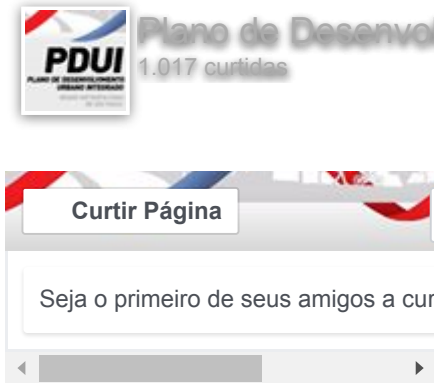 Plano de Desenvol
1.017 curtidas
PDUI
PLANO DE DESENVOLVIMENTO
URBANO INTEGRADO
Curtir Página
Seja o primeiro de seus amigos a cur